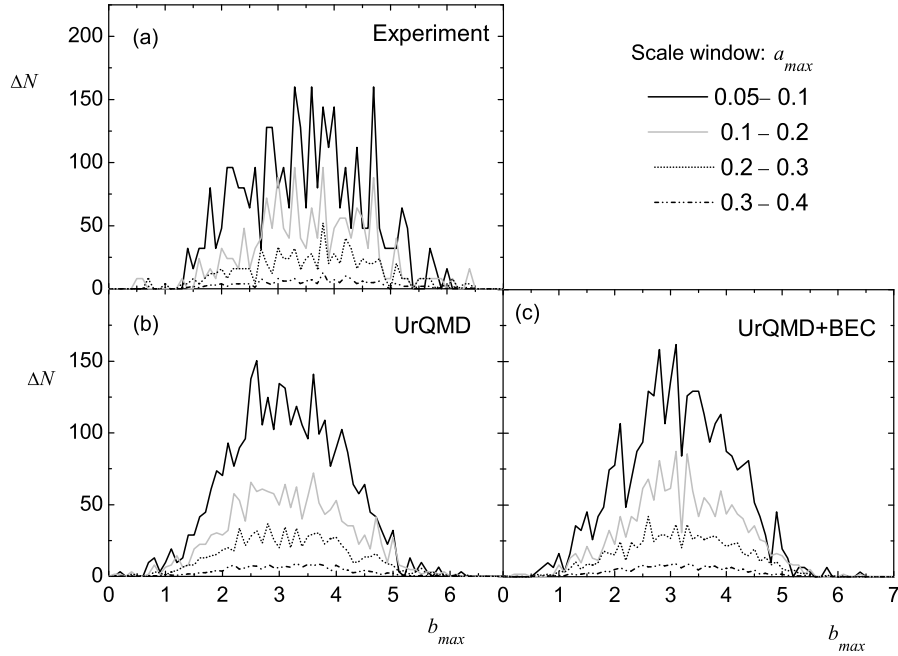 (a)
Experiment
200
150
100
50
0
ΔN
Scale window: a max
0.05– 0.1
0.1 – 0.2
0.2 – 0.3
0.3 – 0.4
(b)
UrQMD
150
100
50
0
ΔN
(c)
UrQMD+BEC
0 1 2 3 4 5 6 0 1 2 3 4 5 6 7
b max
b max